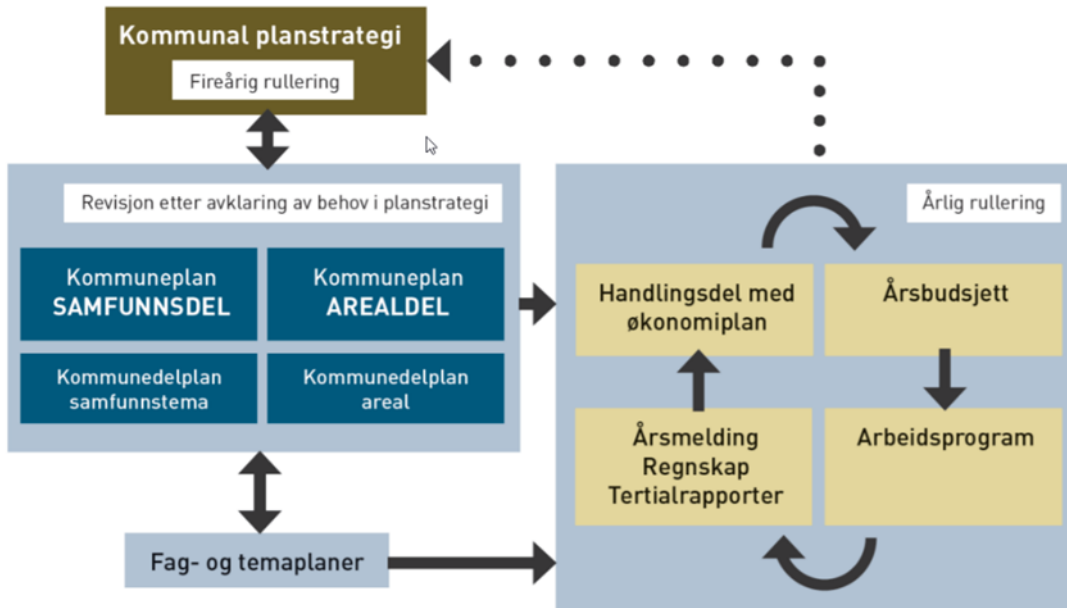 Kommunal planstrategi
Fireårig rullering
Revisjon etter avklaring av behov i planstrategi
Kommuneplan
SAMFUNNSDEL
Kommuneplan
AREALDEL
Kommunedelplan
samfunnstema
Kommunedelplan
areal
Fag- og temaplaner
Årlig rullering
Handlingsdel med
økonomiplan
Årsbudsjett
Årsmelding
Regnskap
Tertialrapporter
Arbeidsprogram